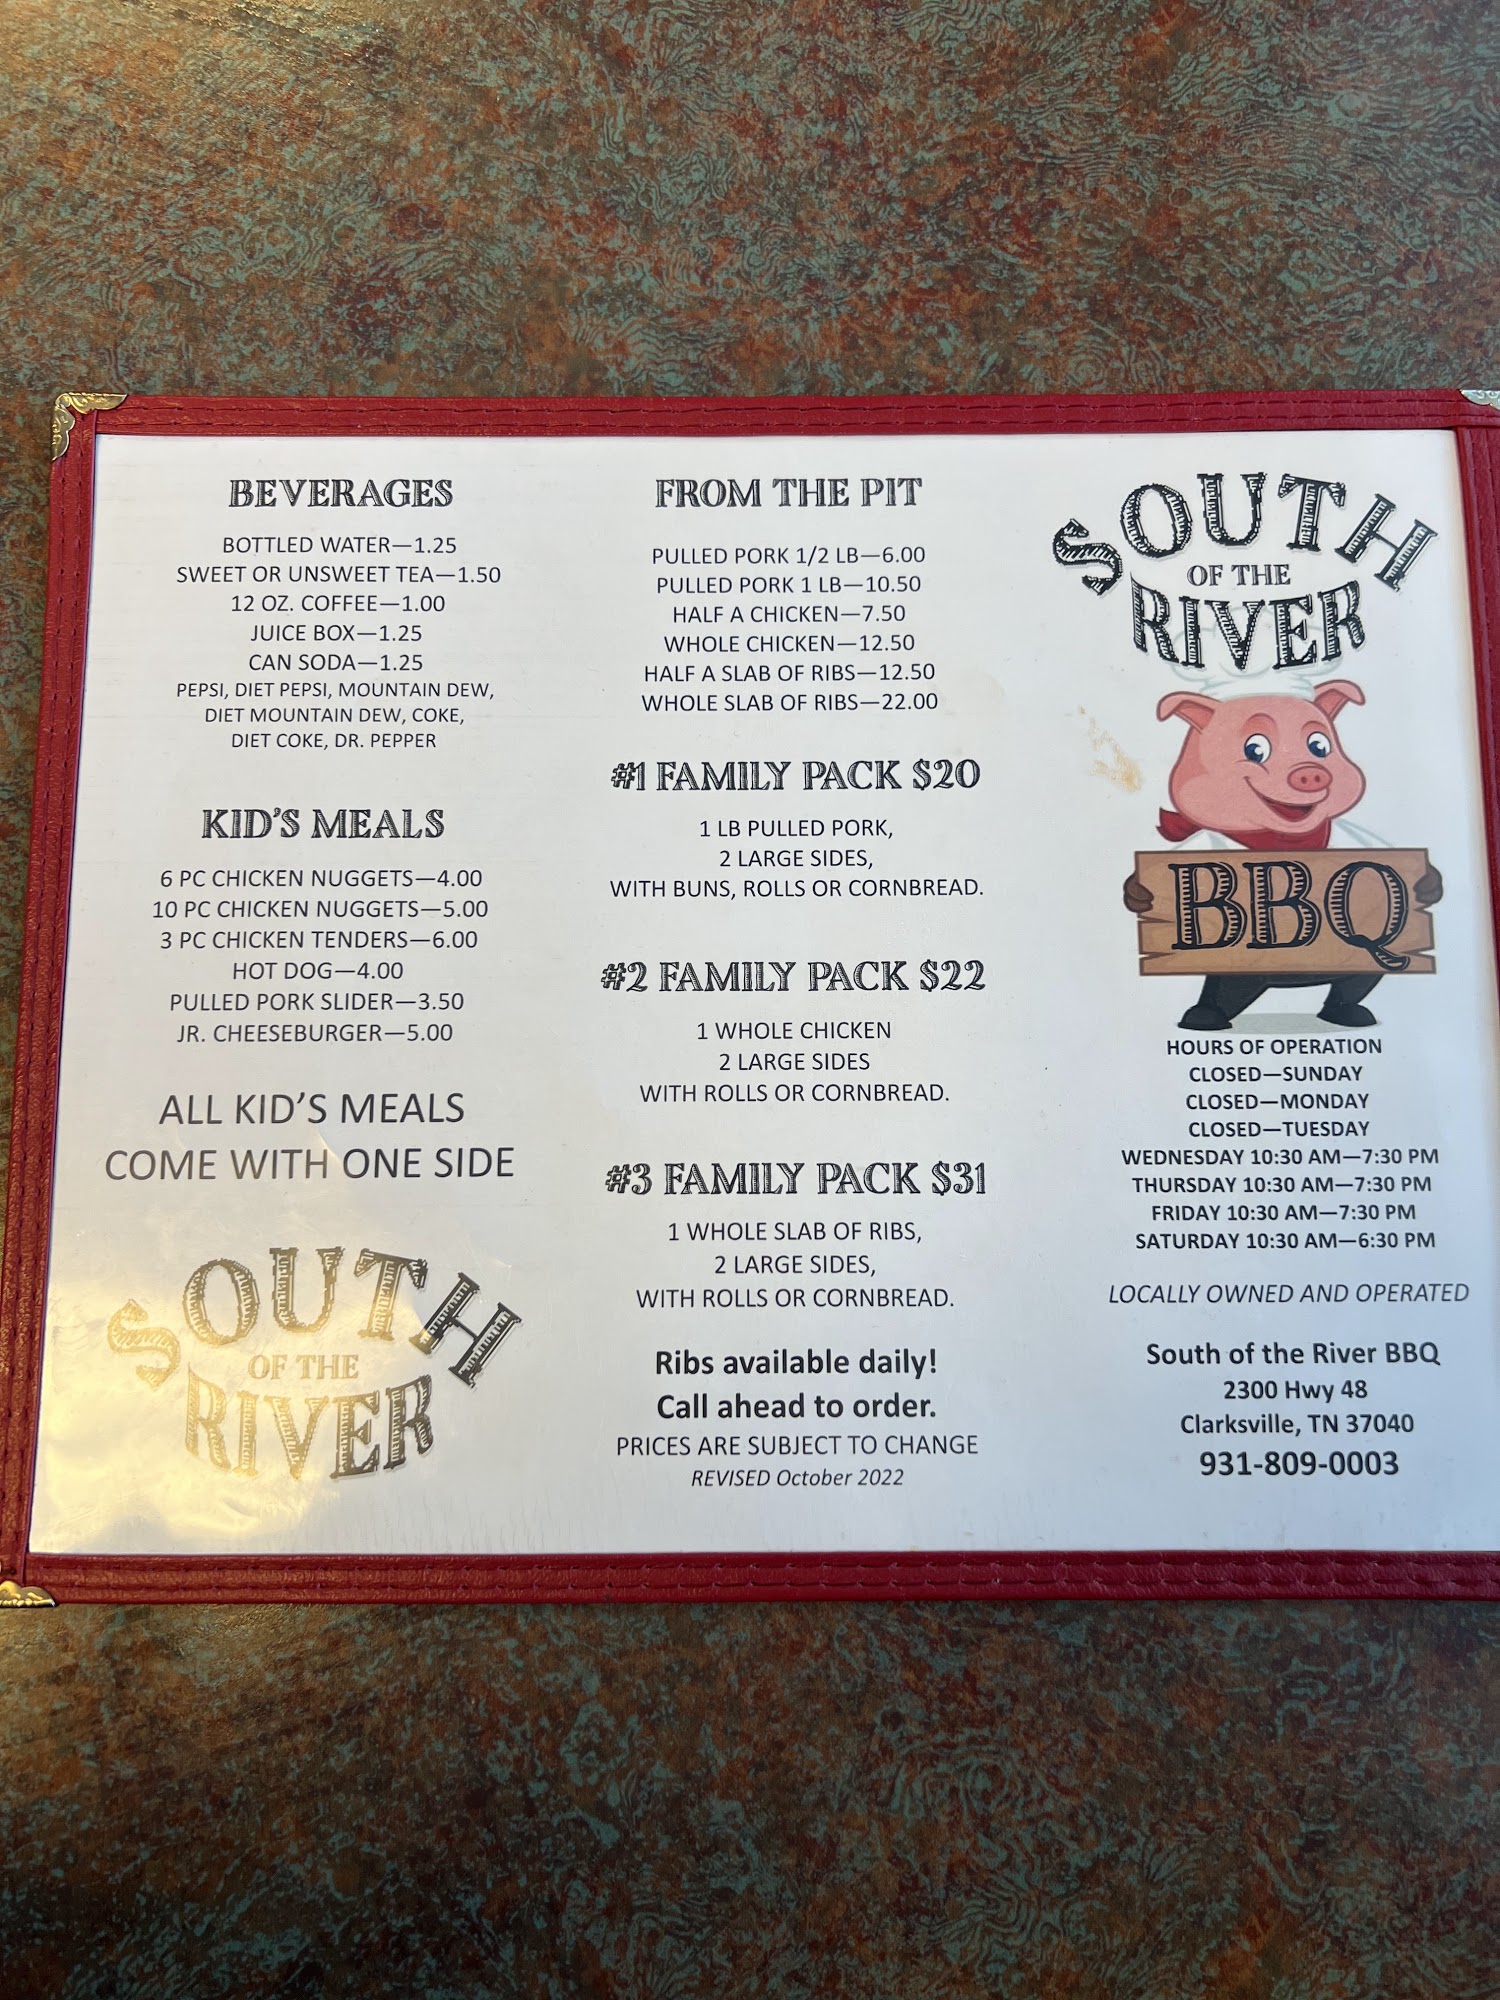 BEVERAGES
BOTTLED WATER—1.25
SWEET OR UNSWEET TEA—1.50
12 OZ. COFFEE—1.00
JUICE BOX—1.25
CAN SODA—1.25
PEPSI, DIET PEPSI, MOUNTAIN DEW,
DIET MOUNTAIN DEW, COKE,
DIET COKE, DR. PEPPER
KID'S MEALS
6 PC CHICKEN NUGGETS—4.00
10 PC CHICKEN NUGGETS—5.00
3 PC CHICKEN TENDERS—6.00
HOT DOG—4.00
PULLED PORK SLIDER—3.50
JR. CHEESEBURGER—5.00
ALL KID'S MEALS
COME WITH ONE SIDE
SOUTH
OF THE
RIVER
FROM THE PIT
PULLED PORK 1/2 LB—6.00
PULLED PORK 1 LB—10.50
HALF A CHICKEN—7.50
WHOLE CHICKEN—12.50
HALF A SLAB OF RIBS—12.50
WHOLE SLAB OF RIBS—22.00
#1 FAMILY PACK $20
1 LB PULLED PORK,
2 LARGE SIDES,
WITH BUNS, ROLLS OR CORNBREAD.
#2 FAMILY PACK $22
1 WHOLE CHICKEN
2 LARGE SIDES
WITH ROLLS OR CORNBREAD.
#3 FAMILY PACK $31
1 WHOLE SLAB OF RIBS,
2 LARGE SIDES,
WITH ROLLS OR CORNBREAD.
Ribs available daily!
Call ahead to order.
PRICES ARE SUBJECT TO CHANGE
REVISED October 2022
SOUTH
OF THE
RIVER
BBQ
HOURS OF OPERATION
CLOSED—SUNDAY
CLOSED—MONDAY
CLOSED—TUESDAY
WEDNESDAY 10:30 AM—7:30 PM
THURSDAY 10:30 AM—7:30 PM
FRIDAY 10:30 AM—7:30 PM
SATURDAY 10:30 AM—6:30 PM
LOCALLY OWNED AND OPERATED
South of the River BBQ
2300 Hwy 48
Clarksville, TN 37040
931-809-0003